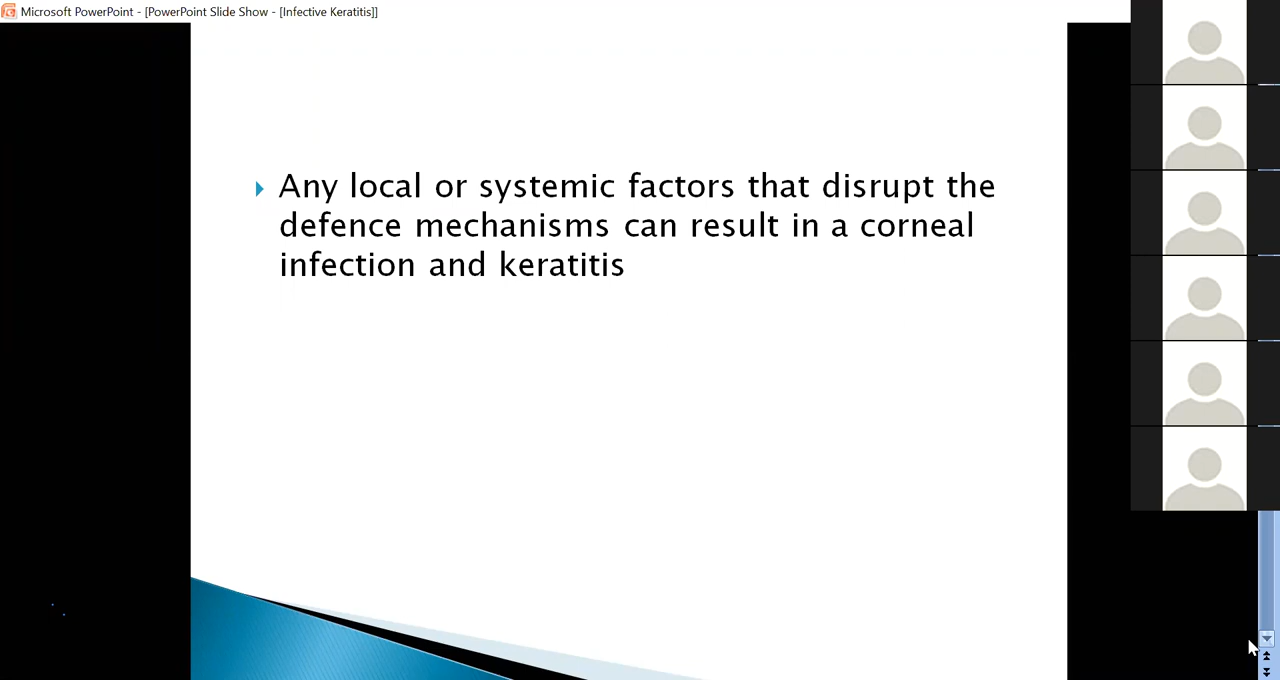 Microsoft PowerPoint - [PowerPoint Slide Show - [Infective Keratitis]]
Any local or systemic factors that disrupt the
defence mechanisms can result in a corneal
infection and keratitis